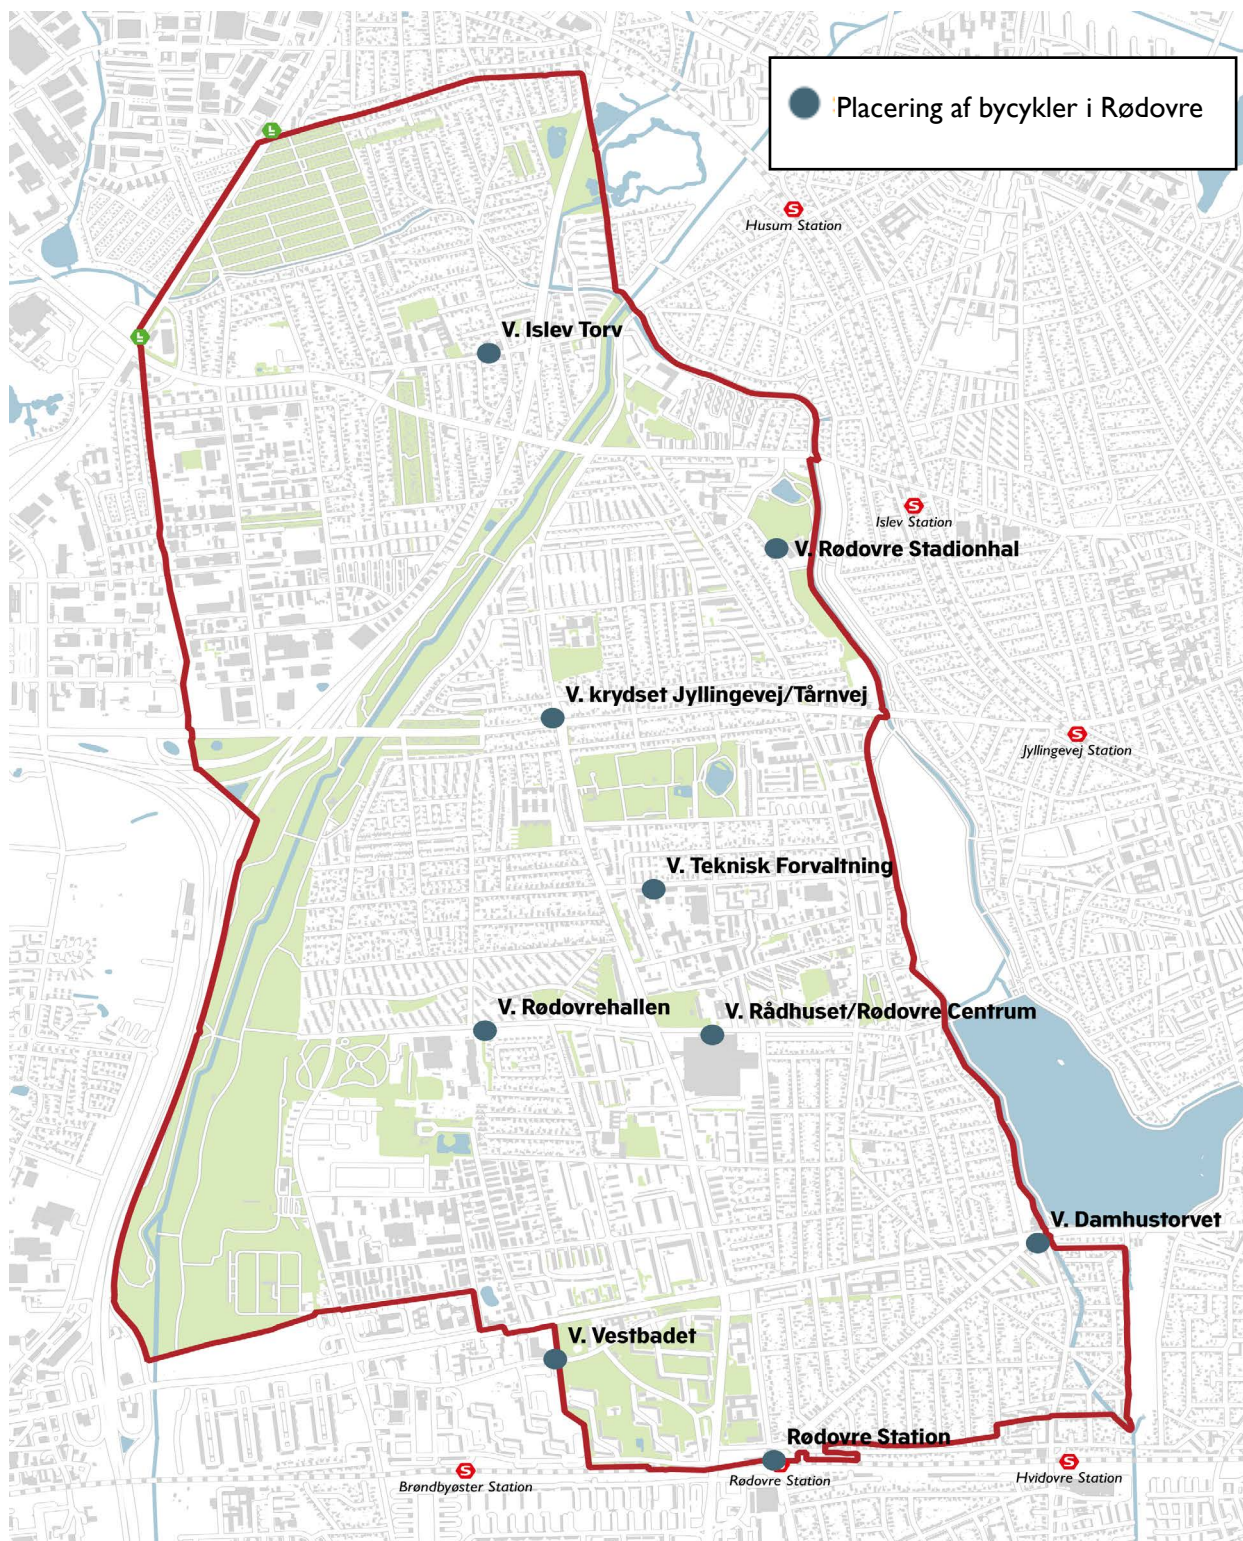 Placering af bycykler i Rødovre
Husum Station
V. Islev Torv
Islev Station
V. Rødovre Stadionhal
V. krydset Jyllingevej/Tårnvej
Jyllingevej Station
V. Teknisk Forvaltning
V. Rødovrehallen
V. Rådhuset/Rødovre Centrum
V. Damhustorvet
V. Vestbadet
Rødovre Station
Brøndbyøster Station
Rødovre Station
Hvidovre Station